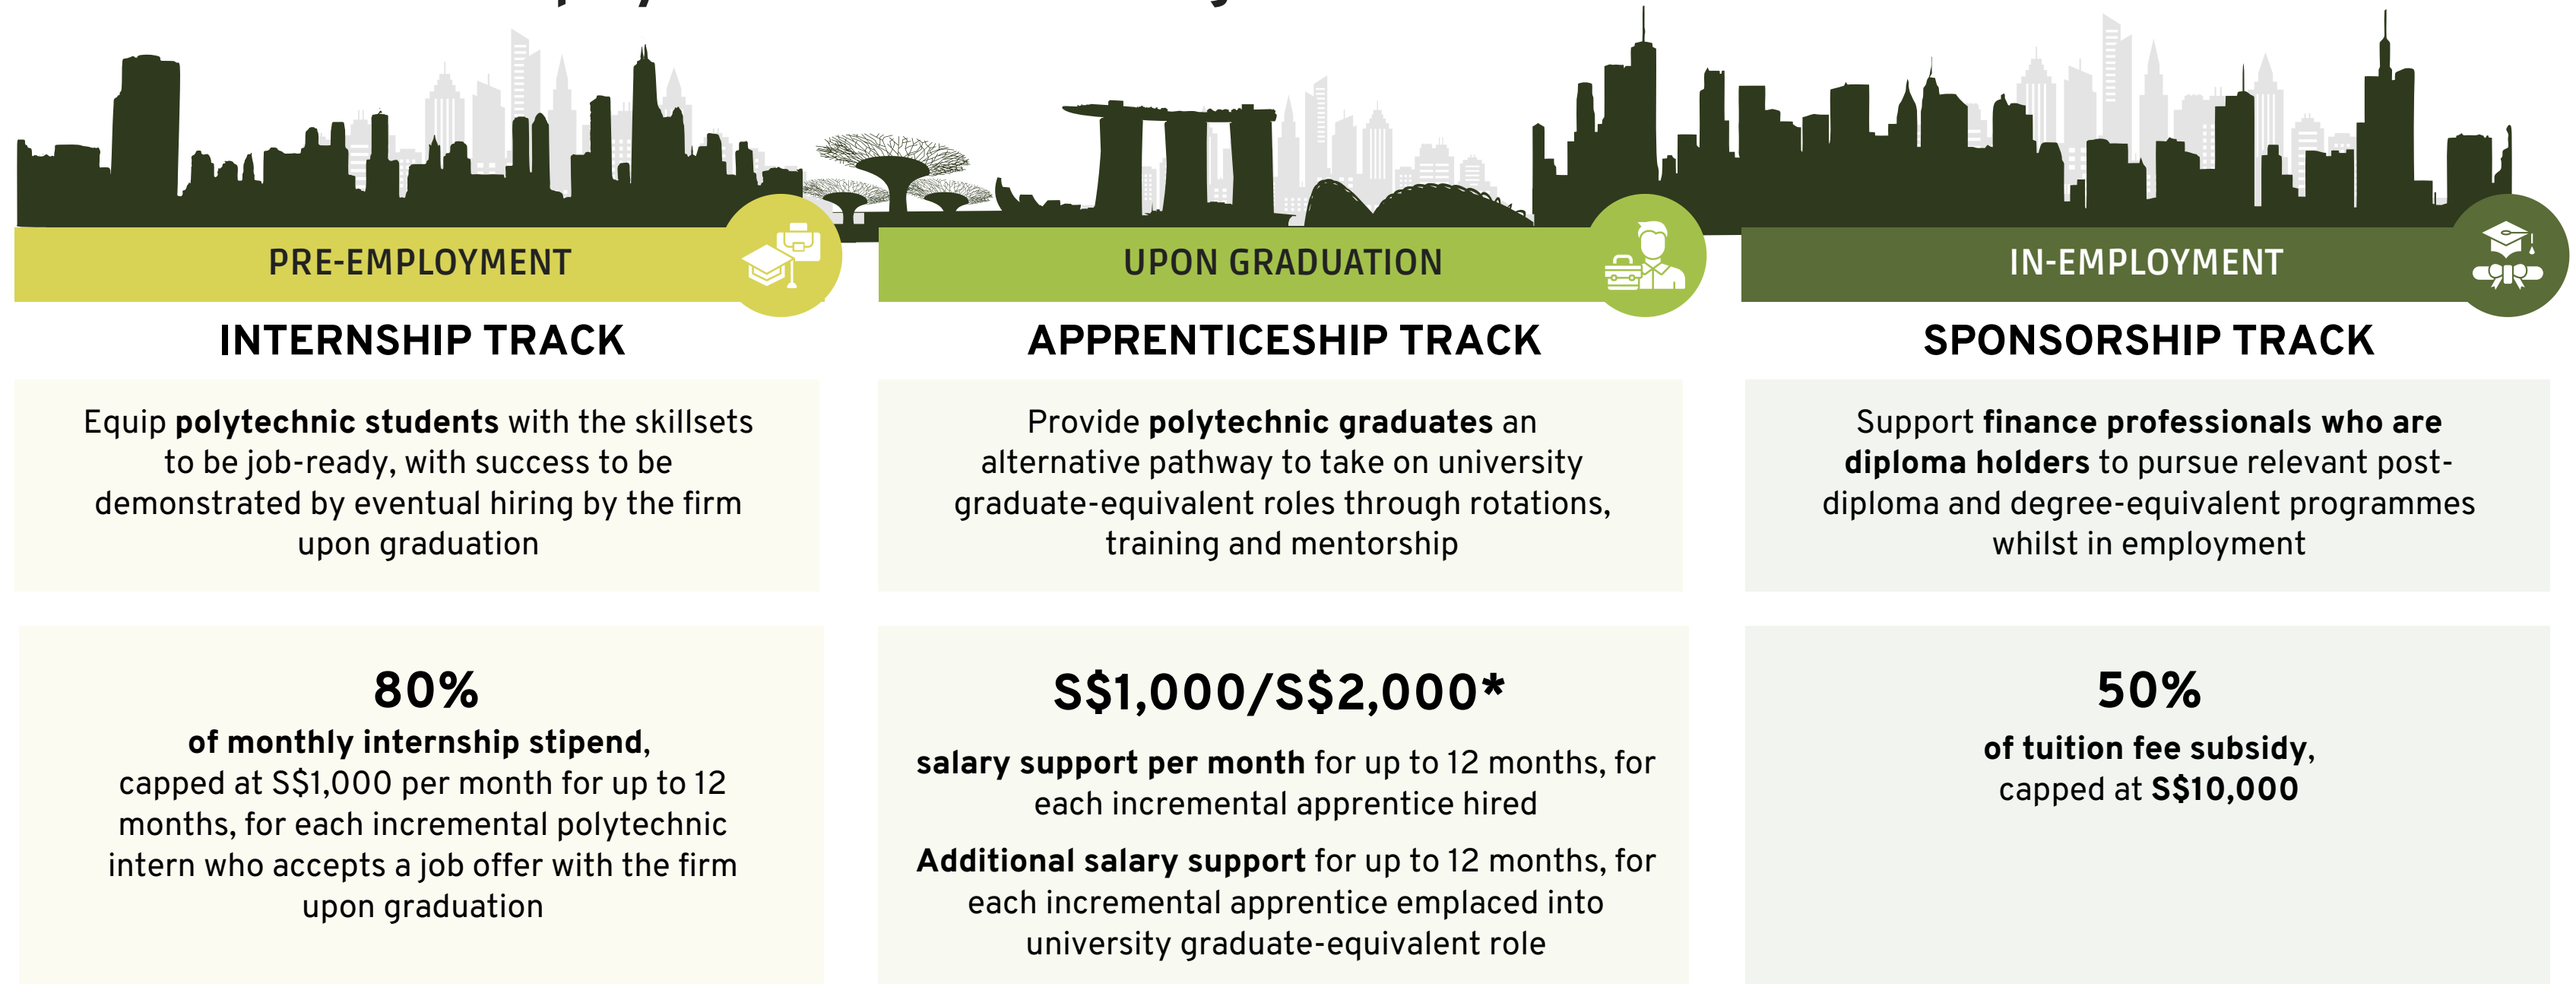 PRE-EMPLOYMENT
INTERNSHIP TRACK
Equip polytechnic students with the skillsets
to be job-ready, with success to be
demonstrated by eventual hiring by the firm
upon graduation
80%
of monthly internship stipend,
capped at S$1,000 per month for up to 12
months, for each incremental polytechnic
intern who accepts a job offer with the firm
upon graduation
UPON GRADUATION
APPRENTICESHIP TRACK
Provide polytechnic graduates an
alternative pathway to take on university
graduate-equivalent roles through rotations,
training and mentorship
S$1,000/S$2,000*
salary support per month for up to 12 months, for
each incremental apprentice hired
Additional salary support for up to 12 months, for
each incremental apprentice emplaced into
university graduate-equivalent role
IN-EMPLOYMENT
SPONSORSHIP TRACK
Support finance professionals who are
diploma holders to pursue relevant post-
diploma and degree-equivalent programmes
whilst in employment
50%
of tuition fee subsidy,
capped at S$10,000